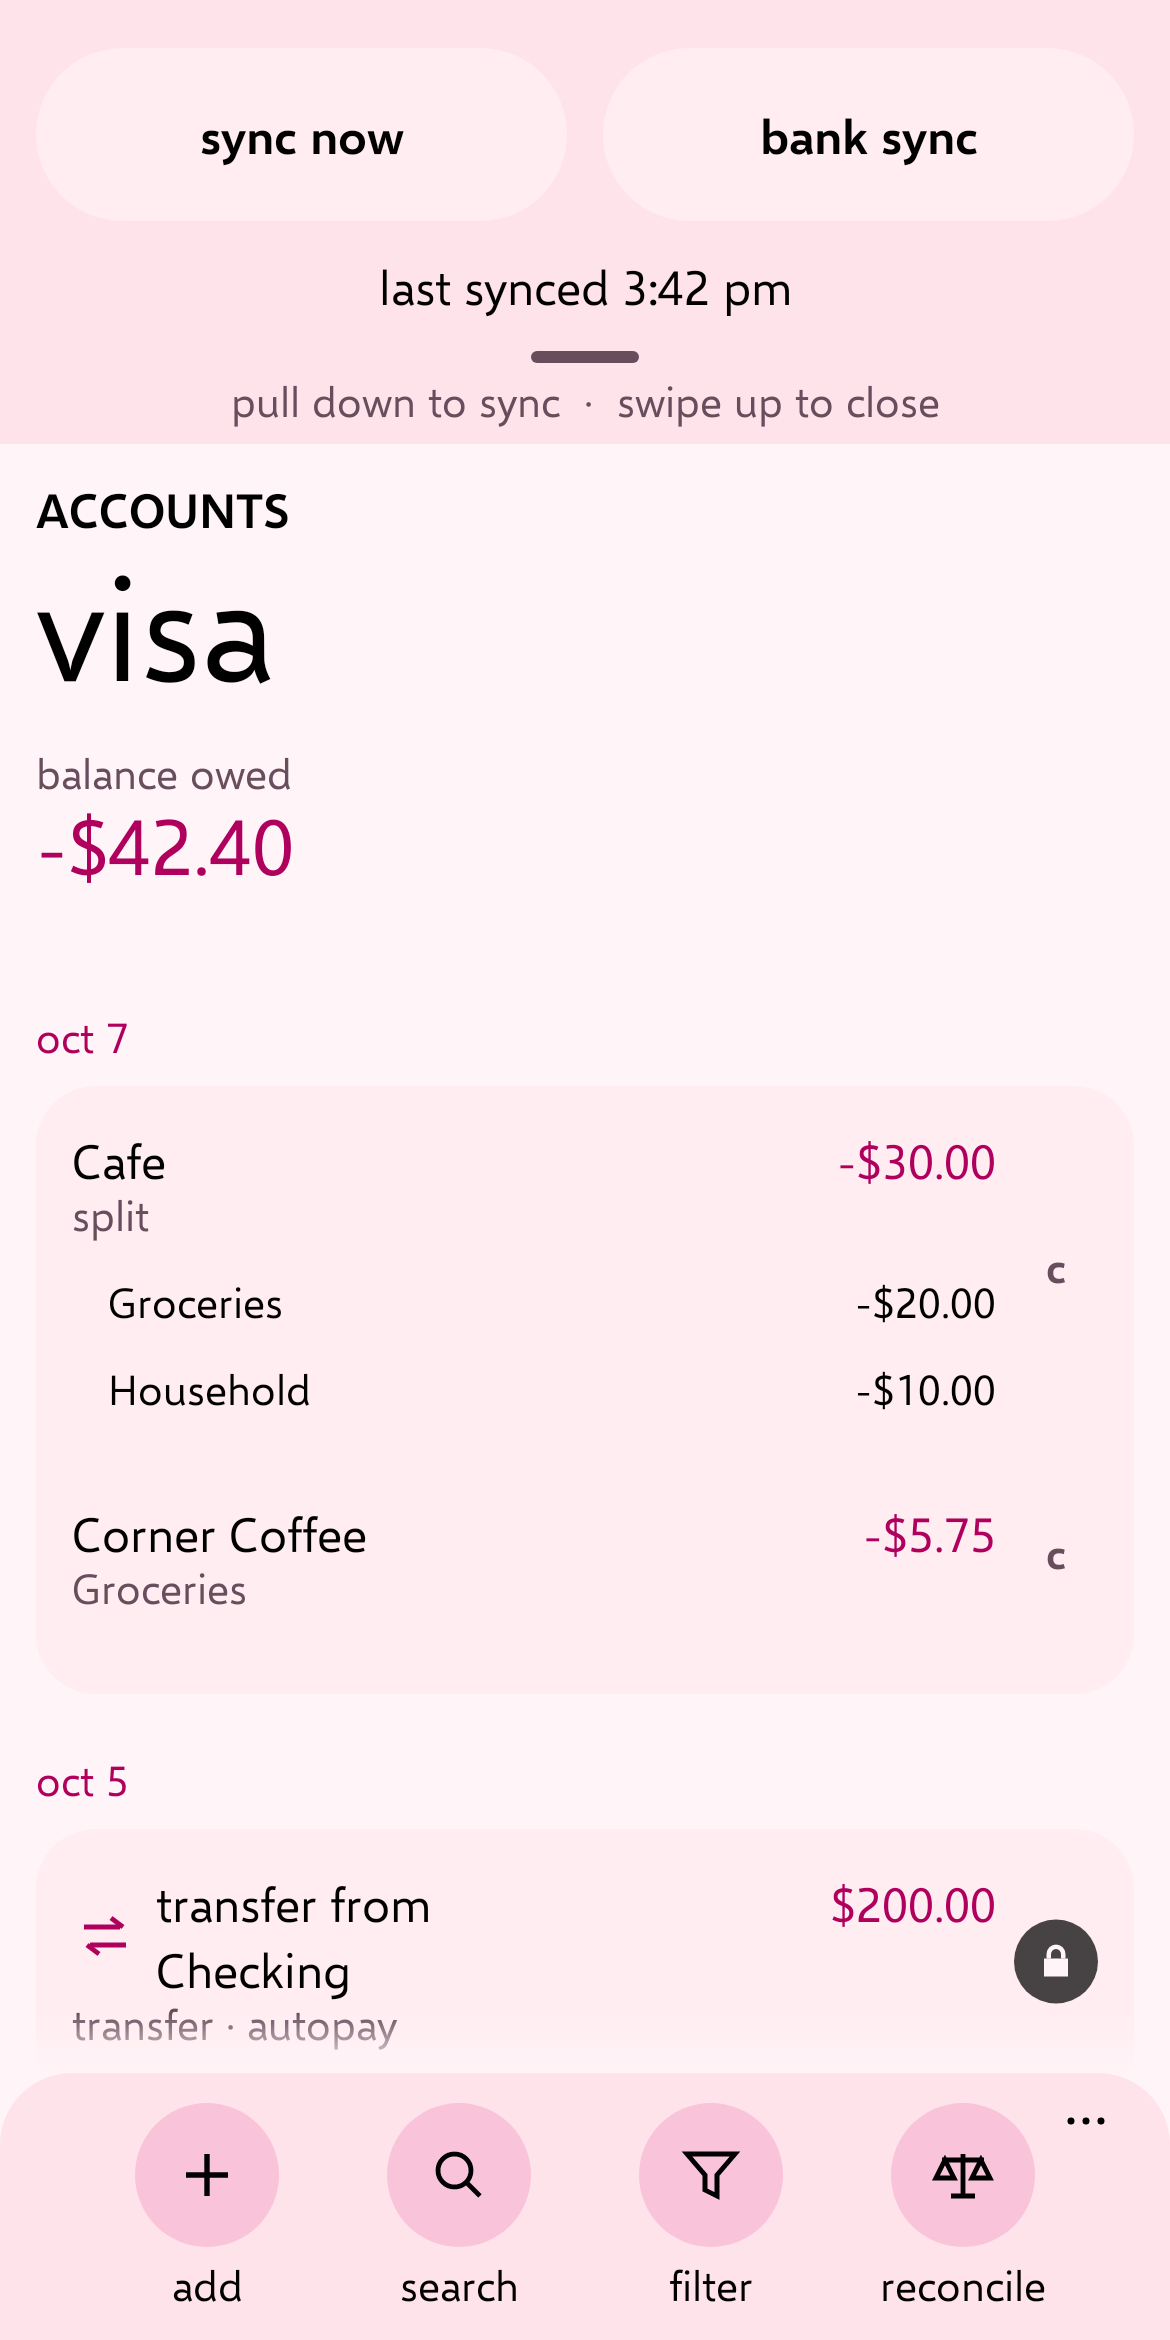 sync now
bank sync
last synced 3:42 pm
pull down to sync · swipe up to close
ACCOUNTS
visa
balance owed
-$42.40
oct 7
Cafe -$30.00
split
c
Groceries -$20.00
Household -$10.00
Corner Coffee -$5.75
c
Groceries
oct 5
transfer from $200.00
Checking
transfer · autopay
...
add
search
filter
reconcile